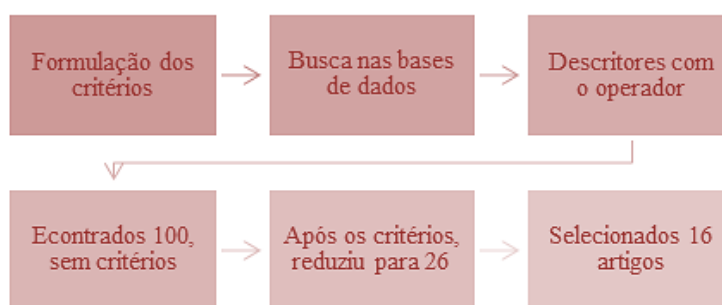 Formulação dos
critérios
Busca nas bases
de dados
Descritores com
o operador
Econtrados 100,
sem critérios
Após os critérios,
reduziu para 26
Selecionados 16
artigos